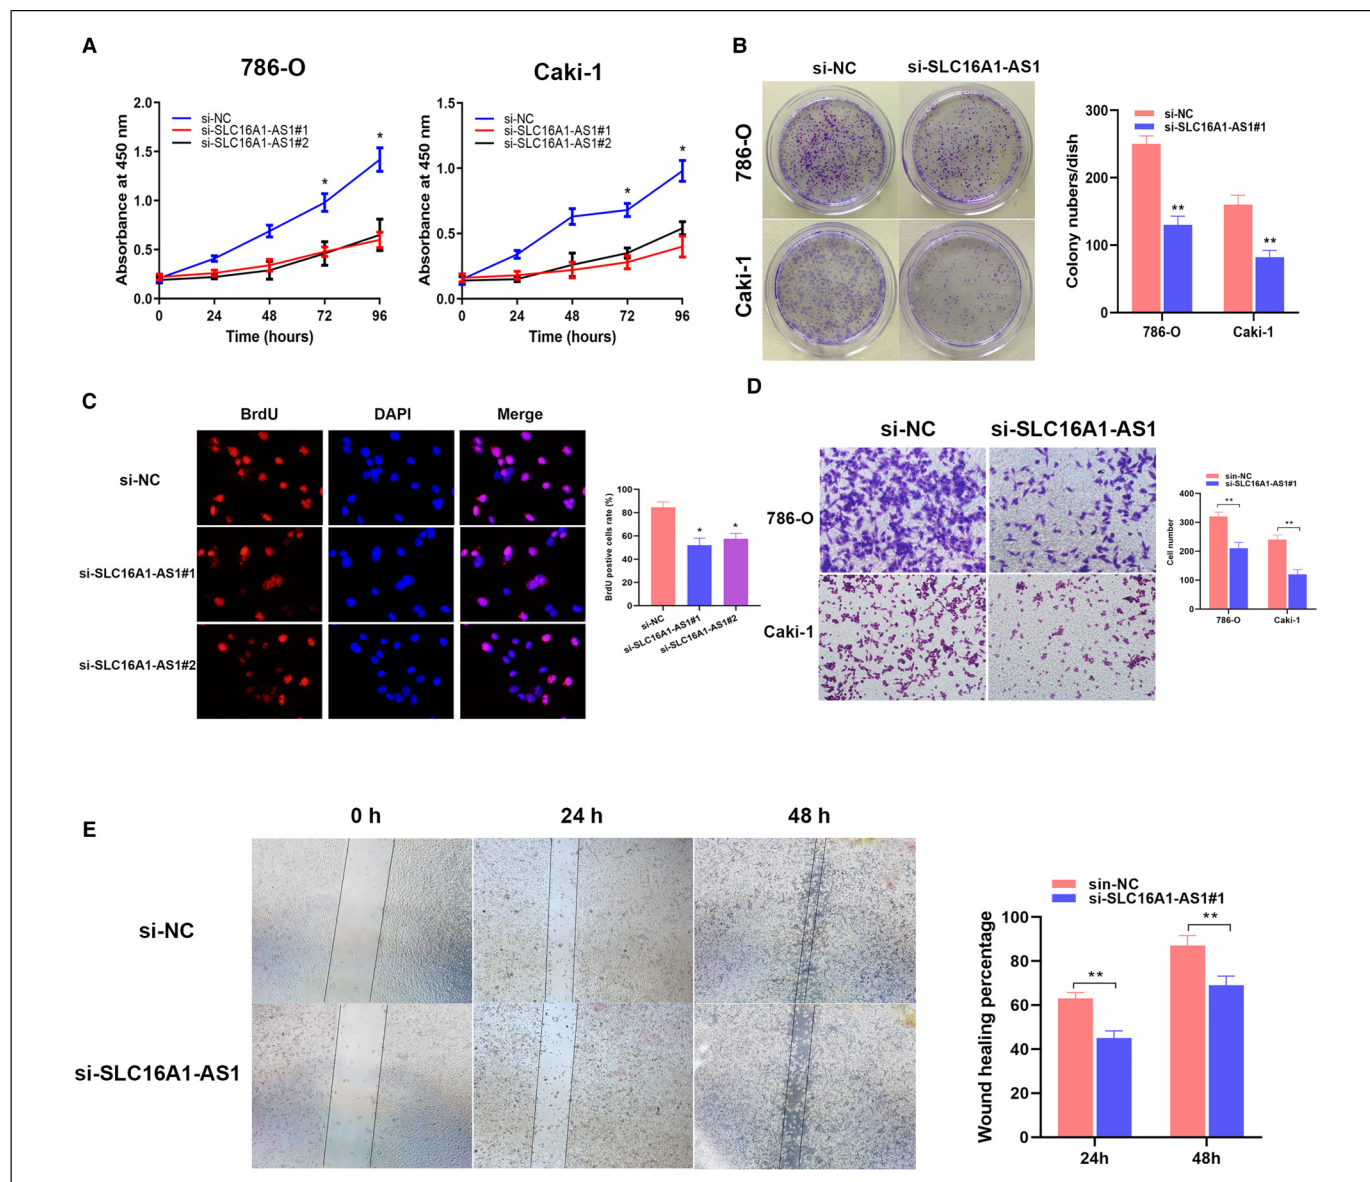 A
786-O
Absorbance at 450 nm
2.0
1.5
1.0
0.5
0.0
si-NC
si-SLC16A1-AS1#1
si-SLC16A1-AS1#2
*
*
0 24 48 72 96
Time (hours)
Caki-1
Absorbance at 450 nm
1.5
1.0
0.5
0.0
si-NC
si-SLC16A1-AS1#1
si-SLC16A1-AS1#2
*
*
0 24 48 72 96
Time (hours)
B
si-NC si-SLC16A1-AS1
786-O
Caki-1
Colony nubers/dish
300
200
100
0
si-NC
si-SLC16A1-AS1#1
**
**
786-O Caki-1
C
BrdU DAPI Merge
si-NC
si-SLC16A1-AS1#1
si-SLC16A1-AS1#2
BrdU postive cells rate (%)
100
80
60
40
20
0
*
*
si-NC
si-SLC16A1-AS1#1
si-SLC16A1-AS1#2
D
si-NC si-SLC16A1-AS1
786-O
Caki-1
sin-NC
si-SLC16A1-AS1#1
Cell number
400
300
200
100
0
**
**
786-O Caki-1
E
0 h 24 h 48 h
si-NC
si-SLC16A1-AS1
sin-NC
si-SLC16A1-AS1#1
Wound healing percentage
100
80
60
40
20
0
**
**
24h 48h